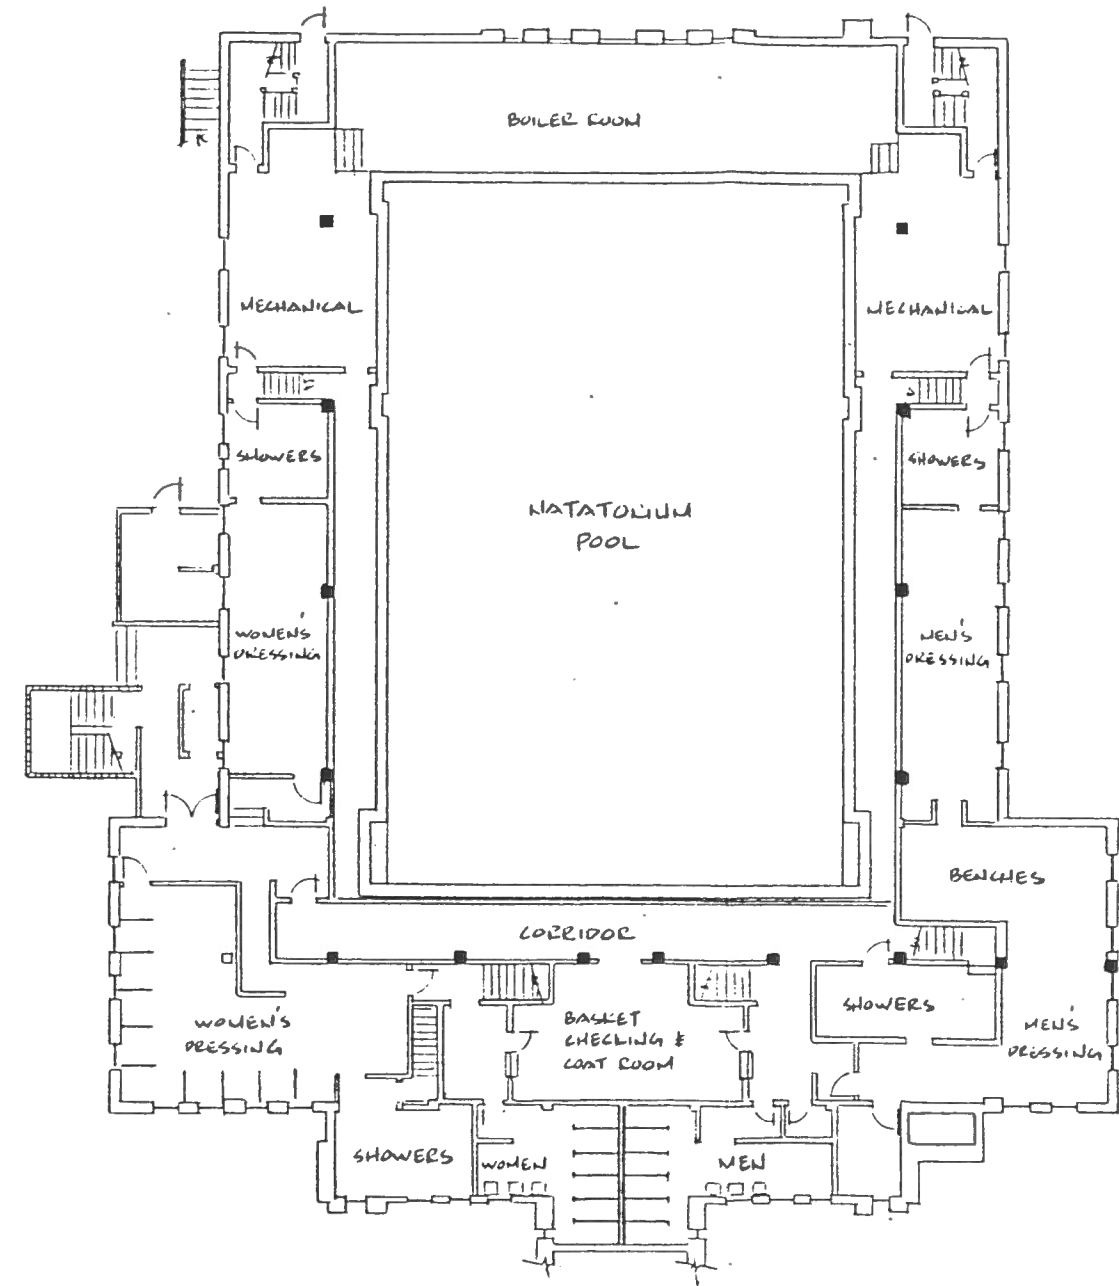 BOILER ROOM
MECHANICAL
MECHANICAL
SHOWERS
SHOWERS
NATATORIUM
POOL
WOMEN'S
DRESSING
MEN'S
DRESSING
BENCHES
CORRIDOR
SHOWERS
BASKET
CHECKING &
COAT ROOM
WOMEN'S
DRESSING
MEN'S
DRESSING
SHOWERS
WOMEN
MEN